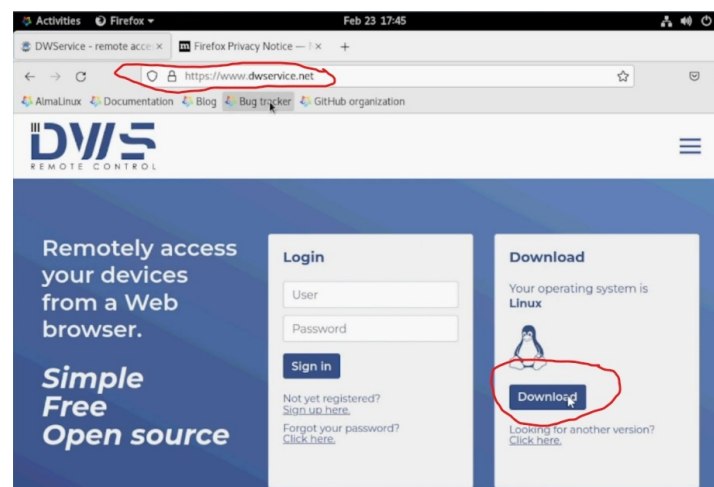 Activities Firefox Feb 23 17:45
DWService - remote acce × m Firefox Privacy Notice — × +
https://www.dwservice.net
AlmaLinux Documentation Blog Bug tracker GitHub organization
DWS
REMOTE CONTROL
Remotely access
your devices
from a Web
browser.
Simple
Free
Open source
Login
User
Password
Sign in
Not yet registered?
Sign up here.
Forgot your password?
Click here.
Download
Your operating system is
Linux
Download
Looking for another version?
Click here.